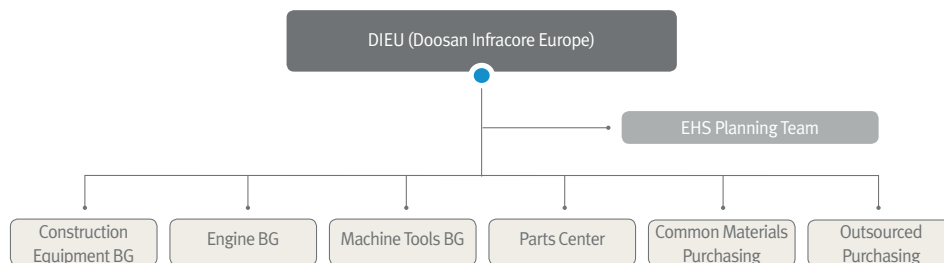 DIEU (Doosan Infracore Europe)
EHS Planning Team
Construction
Equipment BG
Engine BG
Machine Tools BG
Parts Center
Common Materials
Purchasing
Outsourced
Purchasing